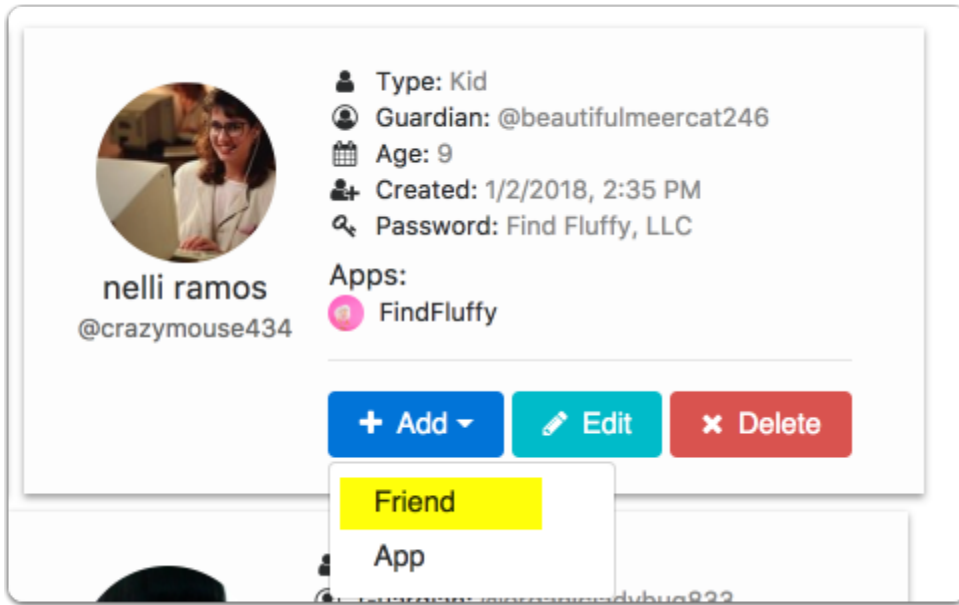 Type: Kid
Guardian: @beautifulmeercat246
Age: 9
Created: 1/2/2018, 2:35 PM
Password: Find Fluffy, LLC
nelli ramos
@crazymouse434
Apps:
FindFluffy
Add
Edit
Delete
Friend
App